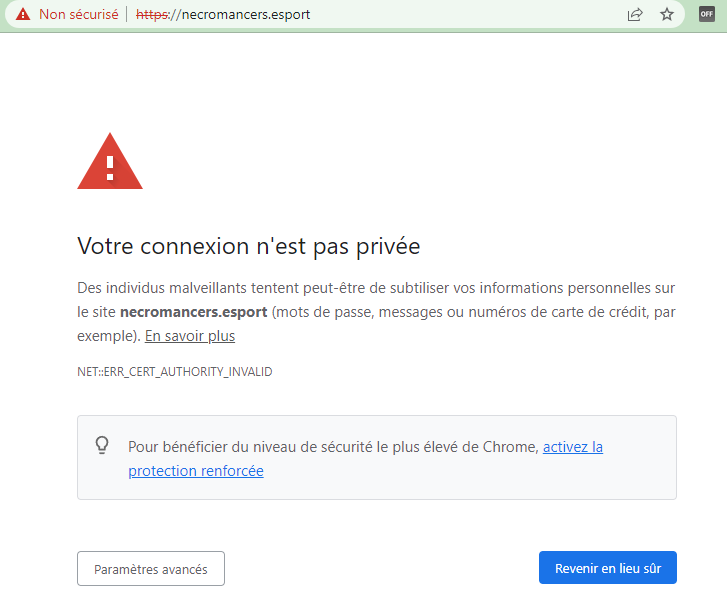 Non sécurisé https://necromancers.esport OFF
Votre connexion n'est pas privée
Des individus malveillants tentent peut-être de subtiliser vos informations personnelles sur
le site necromancers.esport (mots de passe, messages ou numéros de carte de crédit, par
exemple). En savoir plus
NET::ERR_CERT_AUTHORITY_INVALID
Pour bénéficier du niveau de sécurité le plus élevé de Chrome, activez la
protection renforcée
Paramètres avancés Revenir en lieu sûr